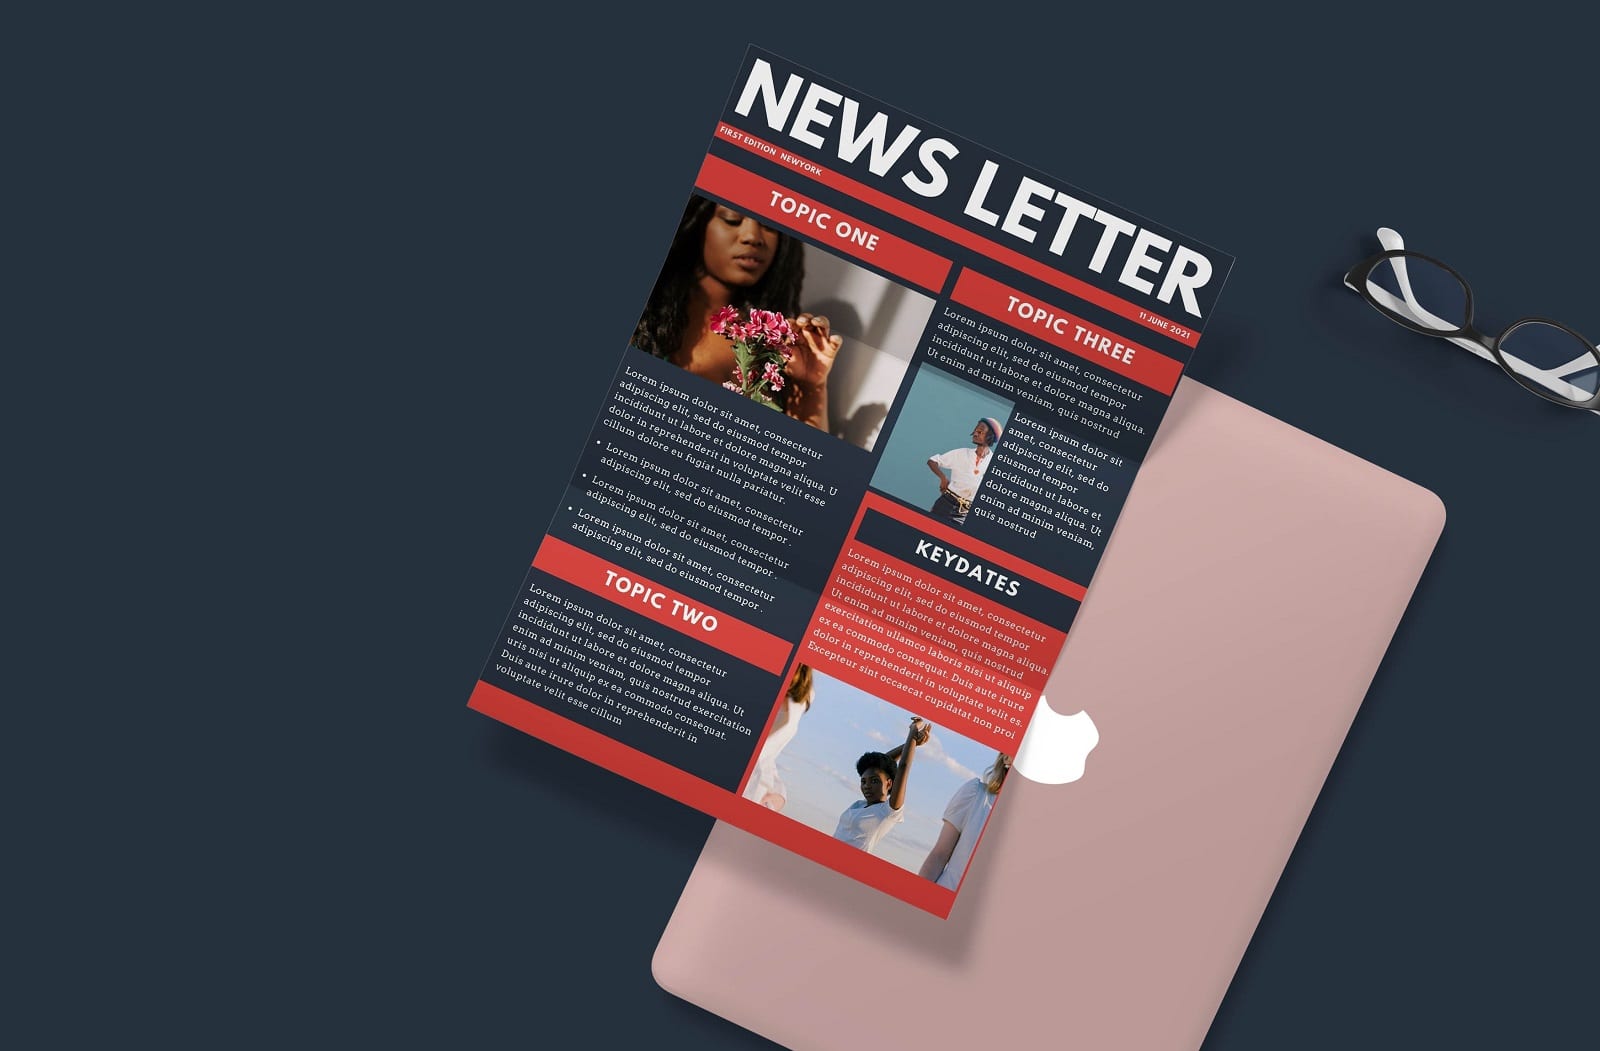 NEWS LETTER
FIRST EDITION NEWYORK
11 JUNE 2021
TOPIC ONE
Lorem ipsum dolor sit amet, consectetur
adipiscing elit, sed do eiusmod tempor
incididunt ut labore et dolore magna aliqua. U
dolor in reprehenderit in voluptate velit esse
cillum dolore eu fugiat nulla pariatur.
• Lorem ipsum dolor sit amet, consectetur
adipiscing elit, sed do eiusmod tempor .
• Lorem ipsum dolor sit amet, consectetur
adipiscing elit, sed do eiusmod tempor .
• Lorem ipsum dolor sit amet, consectetur
adipiscing elit, sed do eiusmod tempor .
TOPIC TWO
Lorem ipsum dolor sit amet, consectetur
adipiscing elit, sed do eiusmod tempor
incididunt ut labore et dolore magna aliqua. Ut
enim ad minim veniam, quis nostrud exercitation
uris nisi ut aliquip ex ea commodo consequat.
Duis aute irure dolor in reprehenderit in
voluptate velit esse cillum
TOPIC THREE
Lorem ipsum dolor sit amet, consectetur
adipiscing elit, sed do eiusmod tempor
incididunt ut labore et dolore magna aliqua.
Ut enim ad minim veniam, quis nostrud
Lorem ipsum dolor sit
amet, consectetur
adipiscing elit, sed do
eiusmod tempor
incididunt ut labore et
dolore magna aliqua. Ut
enim ad minim veniam,
quis nostrud
KEYDATES
Lorem ipsum dolor sit amet, consectetur
adipiscing elit, sed do eiusmod tempor
incididunt ut labore et dolore magna aliqua.
Ut enim ad minim veniam, quis nostrud
exercitation ullamco laboris nisi ut aliquip
ex ea commodo consequat. Duis aute irure
dolor in reprehenderit in voluptate velit es.
Excepteur sint occaecat cupidatat non proi